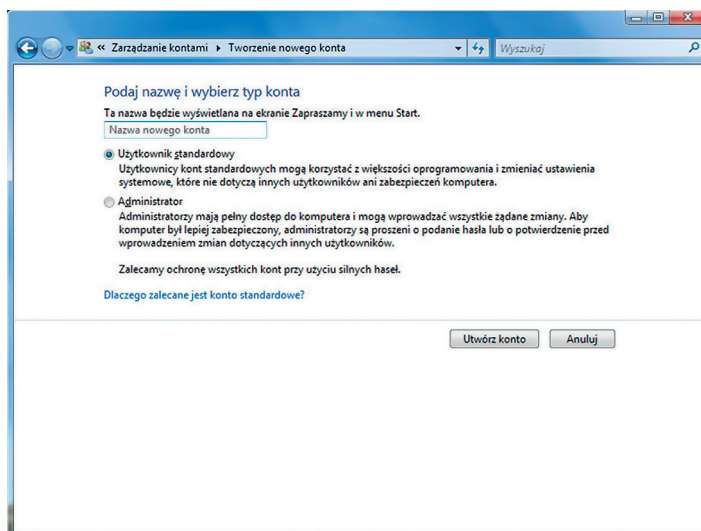 « Zarządzanie kontami ▸ Tworzenie nowego konta
Wyszukaj
Podaj nazwę i wybierz typ konta
Ta nazwa będzie wyświetlana na ekranie Zapraszamy i w menu Start.
Nazwa nowego konta
Użytkownik standardowy
Użytkownicy kont standardowych mogą korzystać z większości oprogramowania i zmieniać ustawienia
systemowe, które nie dotyczą innych użytkowników ani zabezpieczeń komputera.
Administrator
Administratorzy mają pełny dostęp do komputera i mogą wprowadzać wszystkie żądane zmiany. Aby
komputer był lepiej zabezpieczony, administratorzy są proszeni o podanie hasła lub o potwierdzenie przed
wprowadzeniem zmian dotyczących innych użytkowników.
Zalecamy ochronę wszystkich kont przy użyciu silnych haseł.
Dlaczego zalecane jest konto standardowe?
Utwórz konto
Anuluj